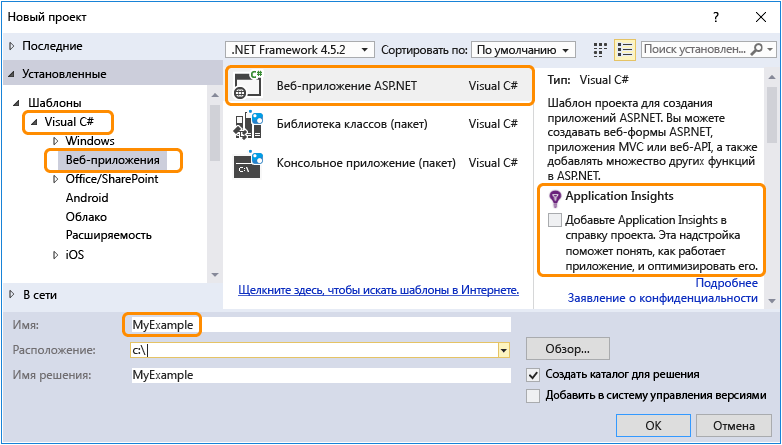 Новый проект
? ×
Последние
.NET Framework 4.5.2
Сортировать по:
По умолчанию
Поиск установлен...
Установленные
Шаблоны
Visual C#
Windows
Веб-приложения
Office/SharePoint
Android
Облако
Расширяемость
iOS
В сети
C#
Веб-приложение ASP.NET Visual C#
C#
Библиотека классов (пакет) Visual C#
C:\
Консольное приложение (пакет) Visual C#
Щелкните здесь, чтобы искать шаблоны в Интернете.
Тип: Visual C#
Шаблон проекта для создания
приложений ASP.NET. Вы можете
создавать веб-формы ASP.NET,
приложения MVC или веб-API, а также
добавлять множество других функций
в ASP.NET.
Application Insights
Добавьте Application Insights в
справку проекта. Эта надстройка
поможет понять, как работает
приложение, и оптимизировать его.
Подробнее
Заявление о конфиденциальности
Имя: MyExample
Расположение: c:\
Обзор...
Имя решения: MyExample
Создать каталог для решения
Добавить в систему управления версиями
ОК
Отмена